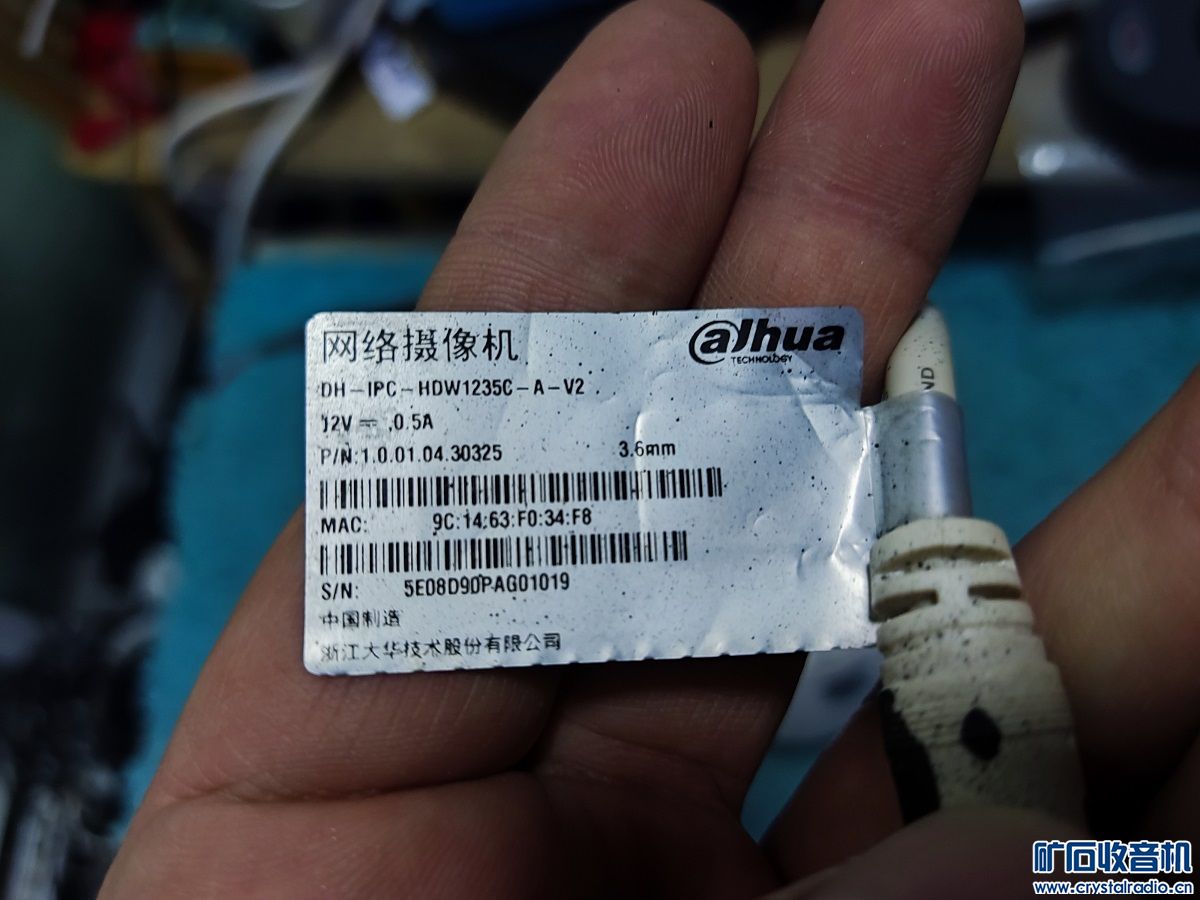 网络摄像机
alhua
TECHNOLOGY
DH-IPC-HDW1235C-A-V2
12V ⎓ 0.5A
P/N:1.0.01.04.30325 3.6mm
MAC: 9C:14:63:F0:34:F8
S/N: 5E08D90PAG01019
中国制造
浙江大华技术股份有限公司
ND
矿石收音机
www.crystalradio.cn